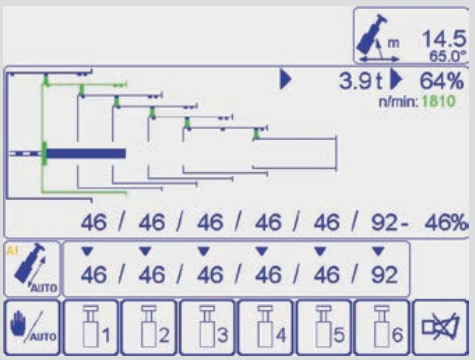 m 14.5
65.0°
3.9t 64%
n/min: 1810
46 / 46 / 46 / 46 / 46 / 92- 46%
AI
AUTO
46 / 46 / 46 / 46 / 46 / 92
/AUTO 1 2 3 4 5 6